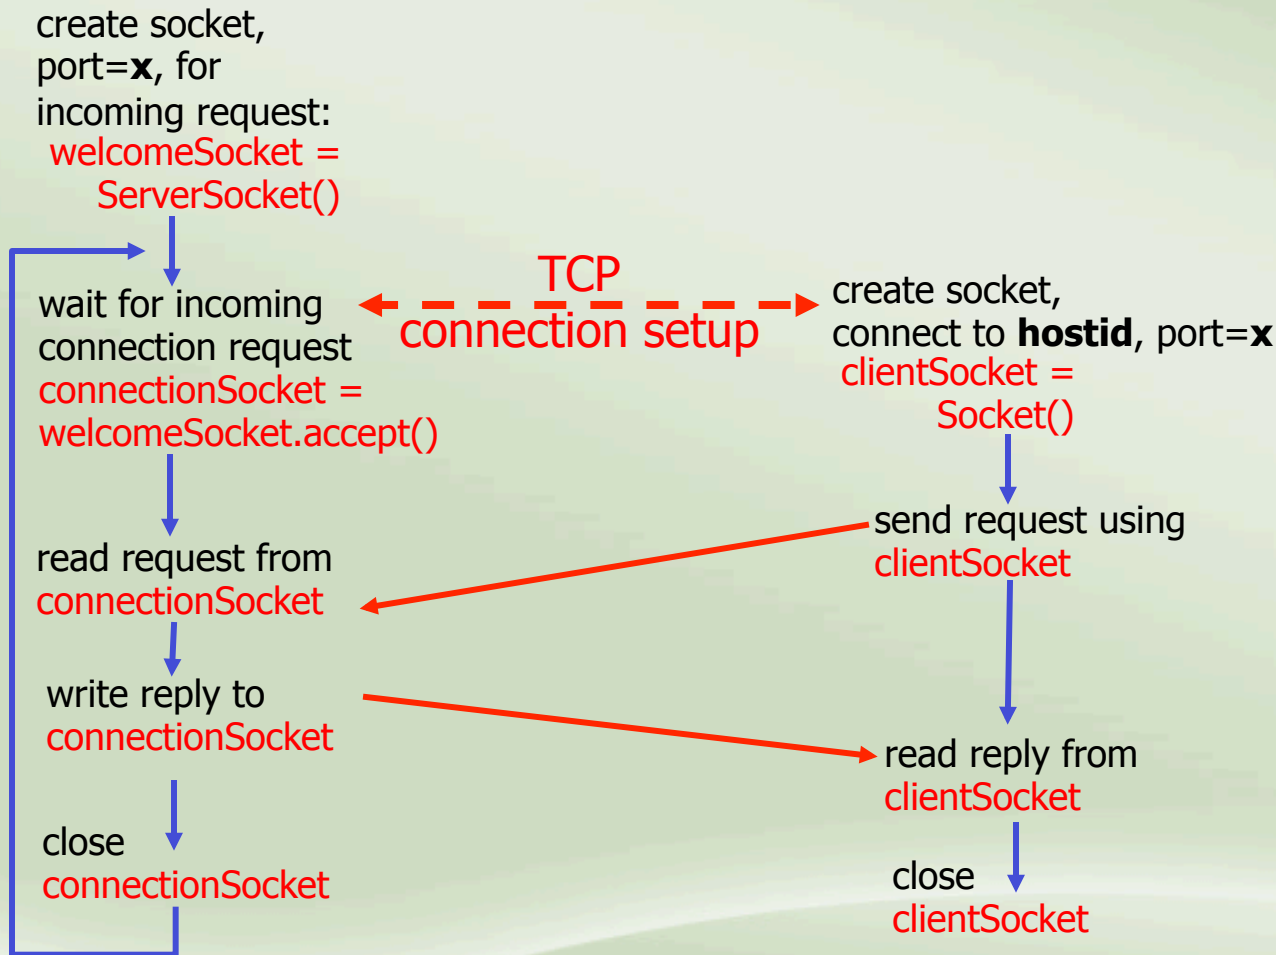 create socket,
port=x, for
incoming request:
welcomeSocket =
ServerSocket()
wait for incoming
connection request
connectionSocket =
welcomeSocket.accept()
read request from
connectionSocket
write reply to
connectionSocket
close
connectionSocket
TCP
connection setup
create socket,
connect to hostid, port=x
clientSocket =
Socket()
send request using
clientSocket
read reply from
clientSocket
close
clientSocket